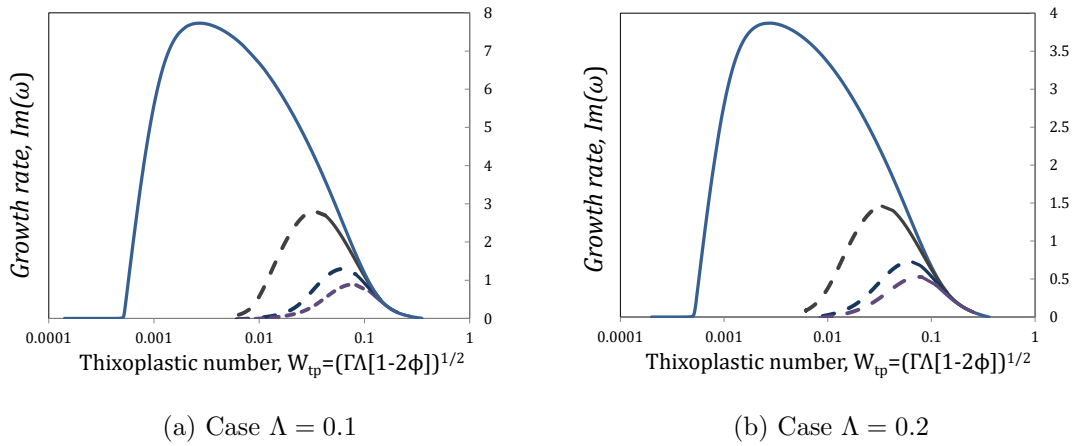 8
7
6
5
4
3
2
1
0
0.0001 0.001 0.01 0.1 1
Growth rate, Im(ω)
Thixoplastic number, Wtp=(ΓΛ[1-2ϕ])1/2
(a) Case Λ = 0.1
4
3.5
3
2.5
2
1.5
1
0.5
0
0.0001 0.001 0.01 0.1 1
Growth rate, Im(ω)
Thixoplastic number, Wtp=(ΓΛ[1-2ϕ])1/2
(b) Case Λ = 0.2